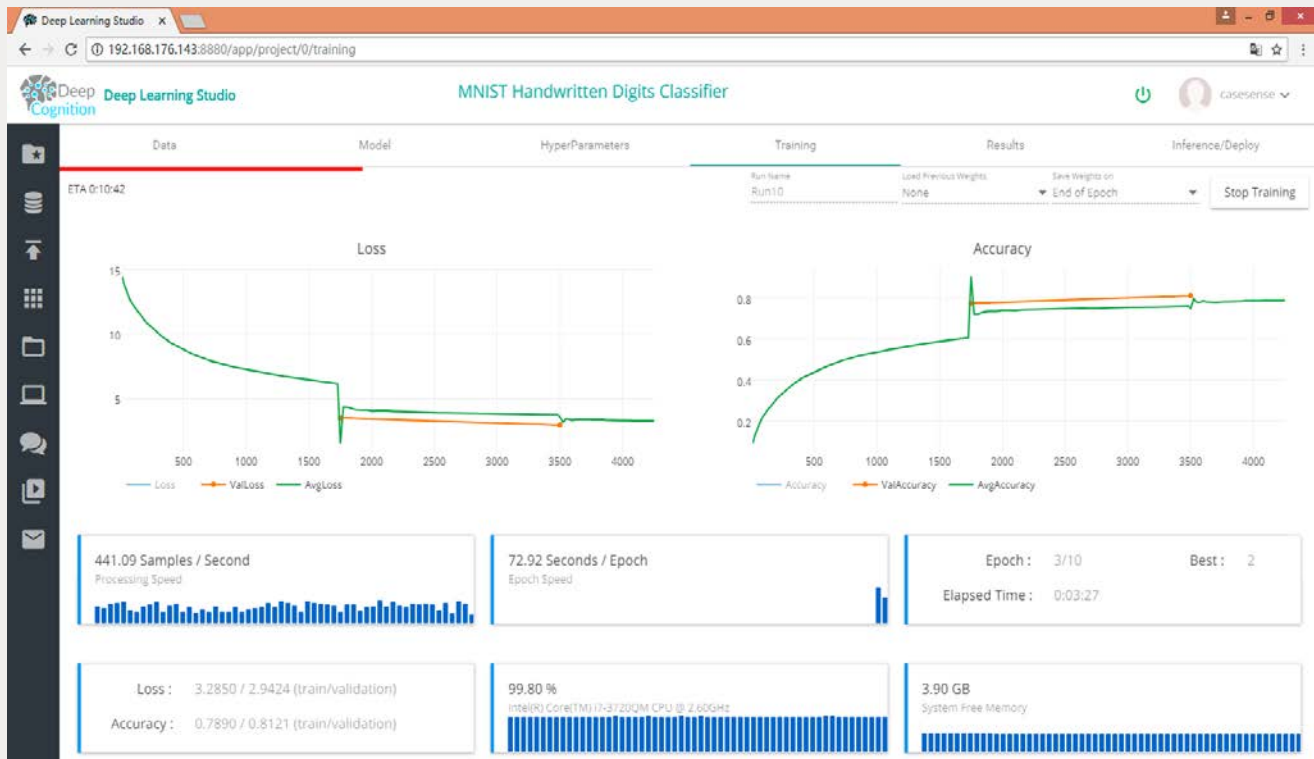 Deep Learning Studio x
192.168.176.143:8880/app/project/0/training
Deep Cognition Deep Learning Studio MNIST Handwritten Digits Classifier casesense
Data Model HyperParameters Training Results Inference/Deploy
ETA 0:10:42
Run Name Load Previous Weights Save Weights on
Run10 None End of Epoch Stop Training
Loss
15
10
5
500 1000 1500 2000 2500 3000 3500 4000
Loss ValLoss AvgLoss
Accuracy
0.8
0.6
0.4
0.2
500 1000 1500 2000 2500 3000 3500 4000
Accuracy ValAccuracy AvgAccuracy
441.09 Samples / Second
Processing Speed
72.92 Seconds / Epoch
Epoch Speed
Epoch : 3/10 Best : 2
Elapsed Time : 0:03:27
Loss : 3.2850 / 2.9424 (train/validation)
Accuracy : 0.7890 / 0.8121 (train/validation)
99.80 %
Intel(R) Core(TM) i7-3720QM CPU @ 2.60GHz
3.90 GB
System Free Memory